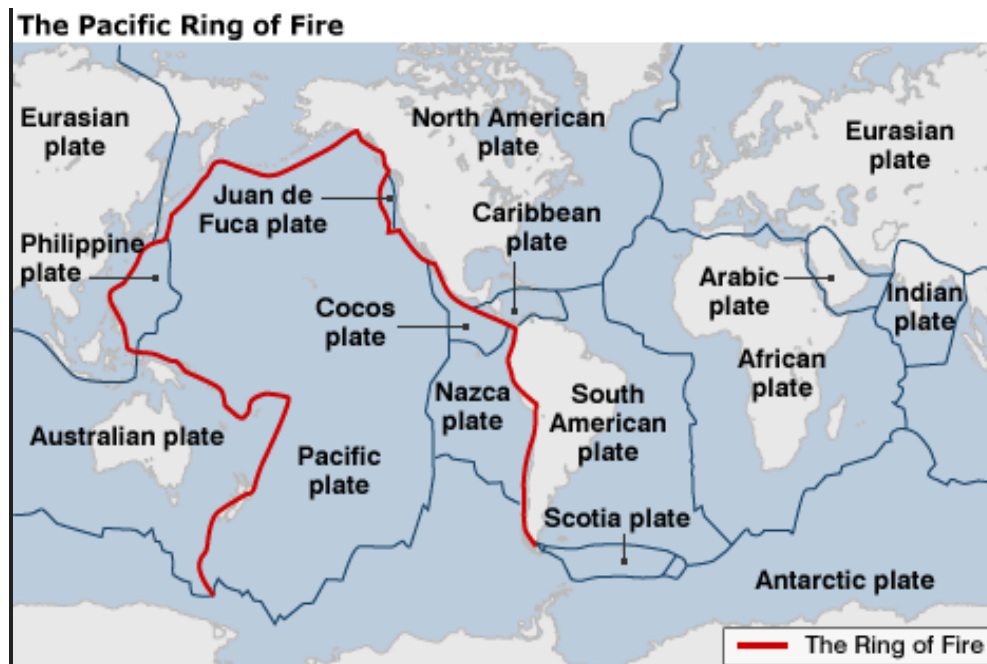 The Pacific Ring of Fire
Eurasian
plate
North American
plate
Eurasian
plate
Juan de
Fuca plate
Caribbean
plate
Philippine
plate
Arabic
plate
Indian
plate
Cocos
plate
African
plate
Nazca
plate
South
American
plate
Australian plate
Pacific
plate
Scotia plate
Antarctic plate
The Ring of Fire